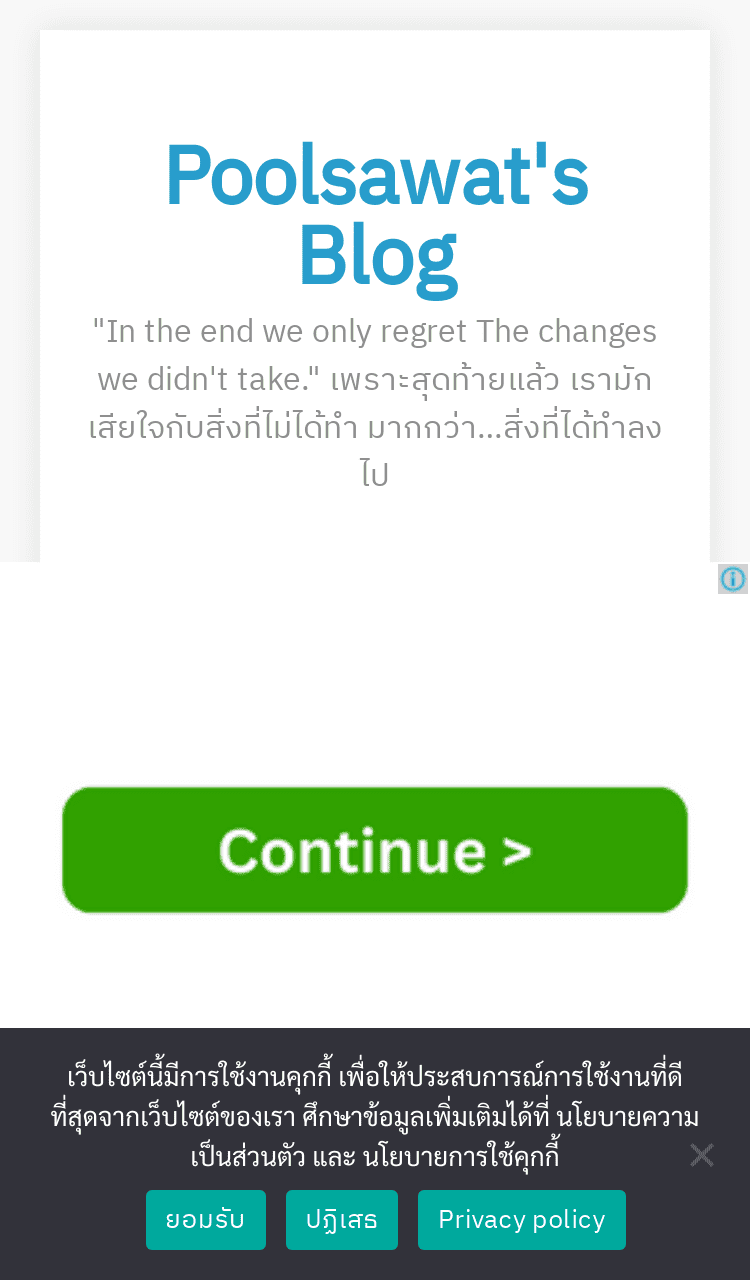 Poolsawat's
Blog
"In the end we only regret The changes
we didn't take." เพราะสุดท้ายแล้ว เรามัก
เสียใจกับสิ่งที่ไม่ได้ทำ มากกว่า...สิ่งที่ได้ทำลง
ไป
Continue >
เว็บไซต์นี้มีการใช้งานคุกกี้ เพื่อให้ประสบการณ์การใช้งานที่ดี
ที่สุดจากเว็บไซต์ของเรา ศึกษาข้อมูลเพิ่มเติมได้ที่ นโยบายความ
เป็นส่วนตัว และ นโยบายการใช้คุกกี้
ยอมรับ ปฏิเสธ Privacy policy